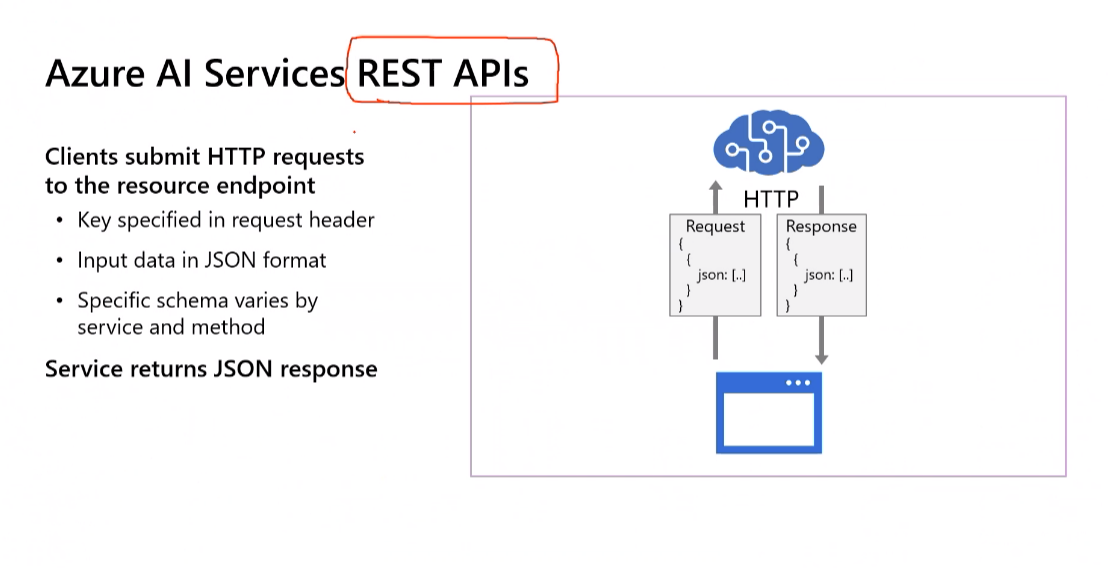 Azure AI Services REST APIs
Clients submit HTTP requests
to the resource endpoint
• Key specified in request header
• Input data in JSON format
• Specific schema varies by
service and method
Service returns JSON response
HTTP
Request
{
{
json: [..]
}
}
Response
{
{
json: [..]
}
}